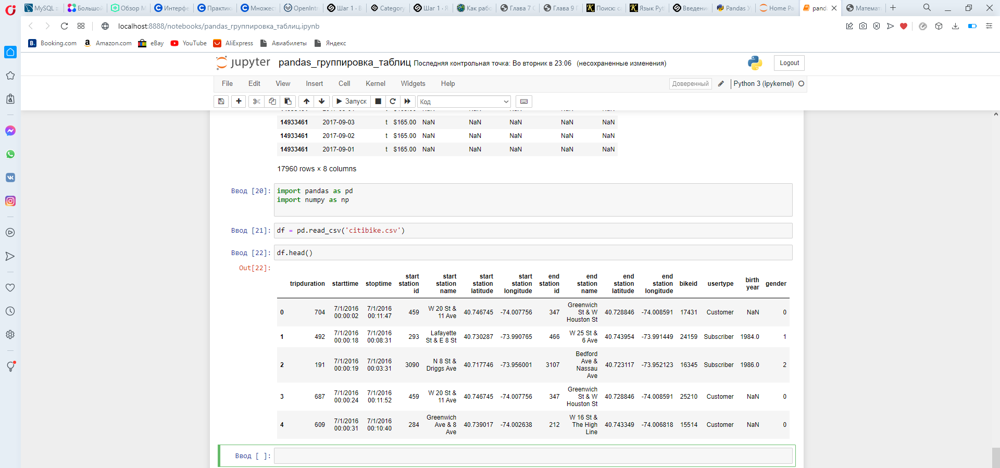 MySQL :: Большой Обзор М Интерфе Практик Множес OpenIntr Шаг 1 · В Category Шаг 1 · Я Как рабо Глава 7 С Глава 9 Г Поиск: са Язык Pyt Введени Pandas У Home Pa pand Математ
localhost:8888/notebooks/pandas_группировка_таблиц.ipynb
B. Booking.com a Amazon.com eBay YouTube AliExpress Авиабилеты Яндекс
jupyter pandas_группировка_таблиц Последняя контрольная точка: Во вторник в 23:06 (несохраненные изменения) Logout
File Edit View Insert Cell Kernel Widgets Help Доверенный Python 3 (ipykernel)
Запуск Код
14933461 2017-09-03 t $165.00 NaN NaN NaN NaN NaN
14933461 2017-09-02 t $165.00 NaN NaN NaN NaN NaN
14933461 2017-09-01 t $165.00 NaN NaN NaN NaN NaN
17960 rows × 8 columns
Ввод [20]: import pandas as pd
import numpy as np
Ввод [21]: df = pd.read_csv('citibike.csv')
Ввод [22]: df.head()
Out[22]:
tripduration starttime stoptime start station id start station name start station latitude start station longitude end station id end station name end station latitude end station longitude bikeid usertype birth year gender
0 704 7/1/2016 00:00:02 7/1/2016 00:11:47 459 W 20 St & 11 Ave 40.746745 -74.007756 347 Greenwich St & W Houston St 40.728846 -74.008591 17431 Customer NaN 0
1 492 7/1/2016 00:00:18 7/1/2016 00:08:31 293 Lafayette St & E 8 St 40.730287 -73.990765 466 W 25 St & 6 Ave 40.743954 -73.991449 24159 Subscriber 1984.0 1
2 191 7/1/2016 00:00:19 7/1/2016 00:03:31 3090 N 8 St & Driggs Ave 40.717746 -73.956001 3107 Bedford Ave & Nassau Ave 40.723117 -73.952123 16345 Subscriber 1986.0 2
3 687 7/1/2016 00:00:24 7/1/2016 00:11:52 459 W 20 St & 11 Ave 40.746745 -74.007756 347 Greenwich St & W Houston St 40.728846 -74.008591 25210 Customer NaN 0
4 609 7/1/2016 00:00:31 7/1/2016 00:10:40 284 Greenwich Ave & 8 Ave 40.739017 -74.002638 212 W 16 St & The High Line 40.743349 -74.006818 15514 Customer NaN 0
Ввод [ ]: